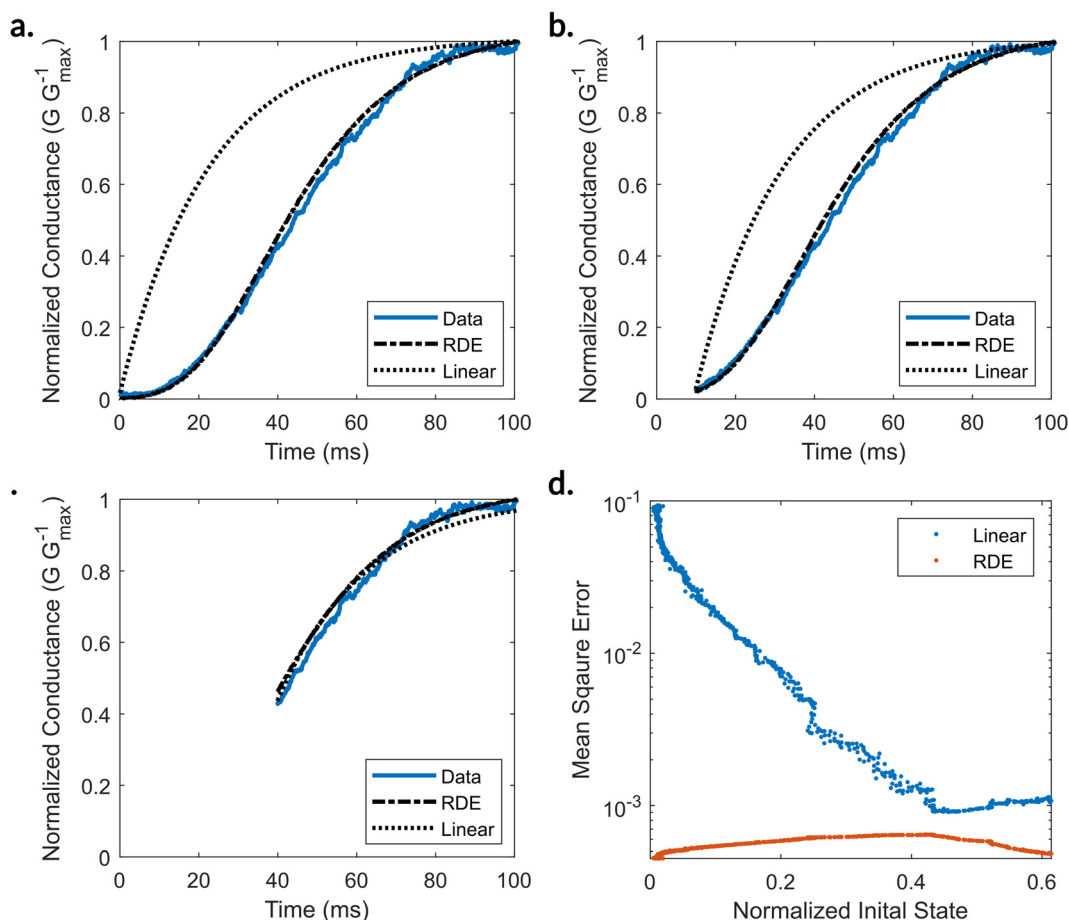 a.
Normalized Conductance (G G-1max)
1
0.8
0.6
0.4
0.2
0
Data
RDE
Linear
0 20 40 60 80 100
Time (ms)
b.
Normalized Conductance (G G-1max)
1
0.8
0.6
0.4
0.2
0
Data
RDE
Linear
0 20 40 60 80 100
Time (ms)
.
Normalized Conductance (G G-1max)
1
0.8
0.6
0.4
0.2
0
Data
RDE
Linear
0 20 40 60 80 100
Time (ms)
d.
Mean Sqaure Error
10-1
10-2
10-3
Linear
RDE
0 0.2 0.4 0.6
Normalized Inital State